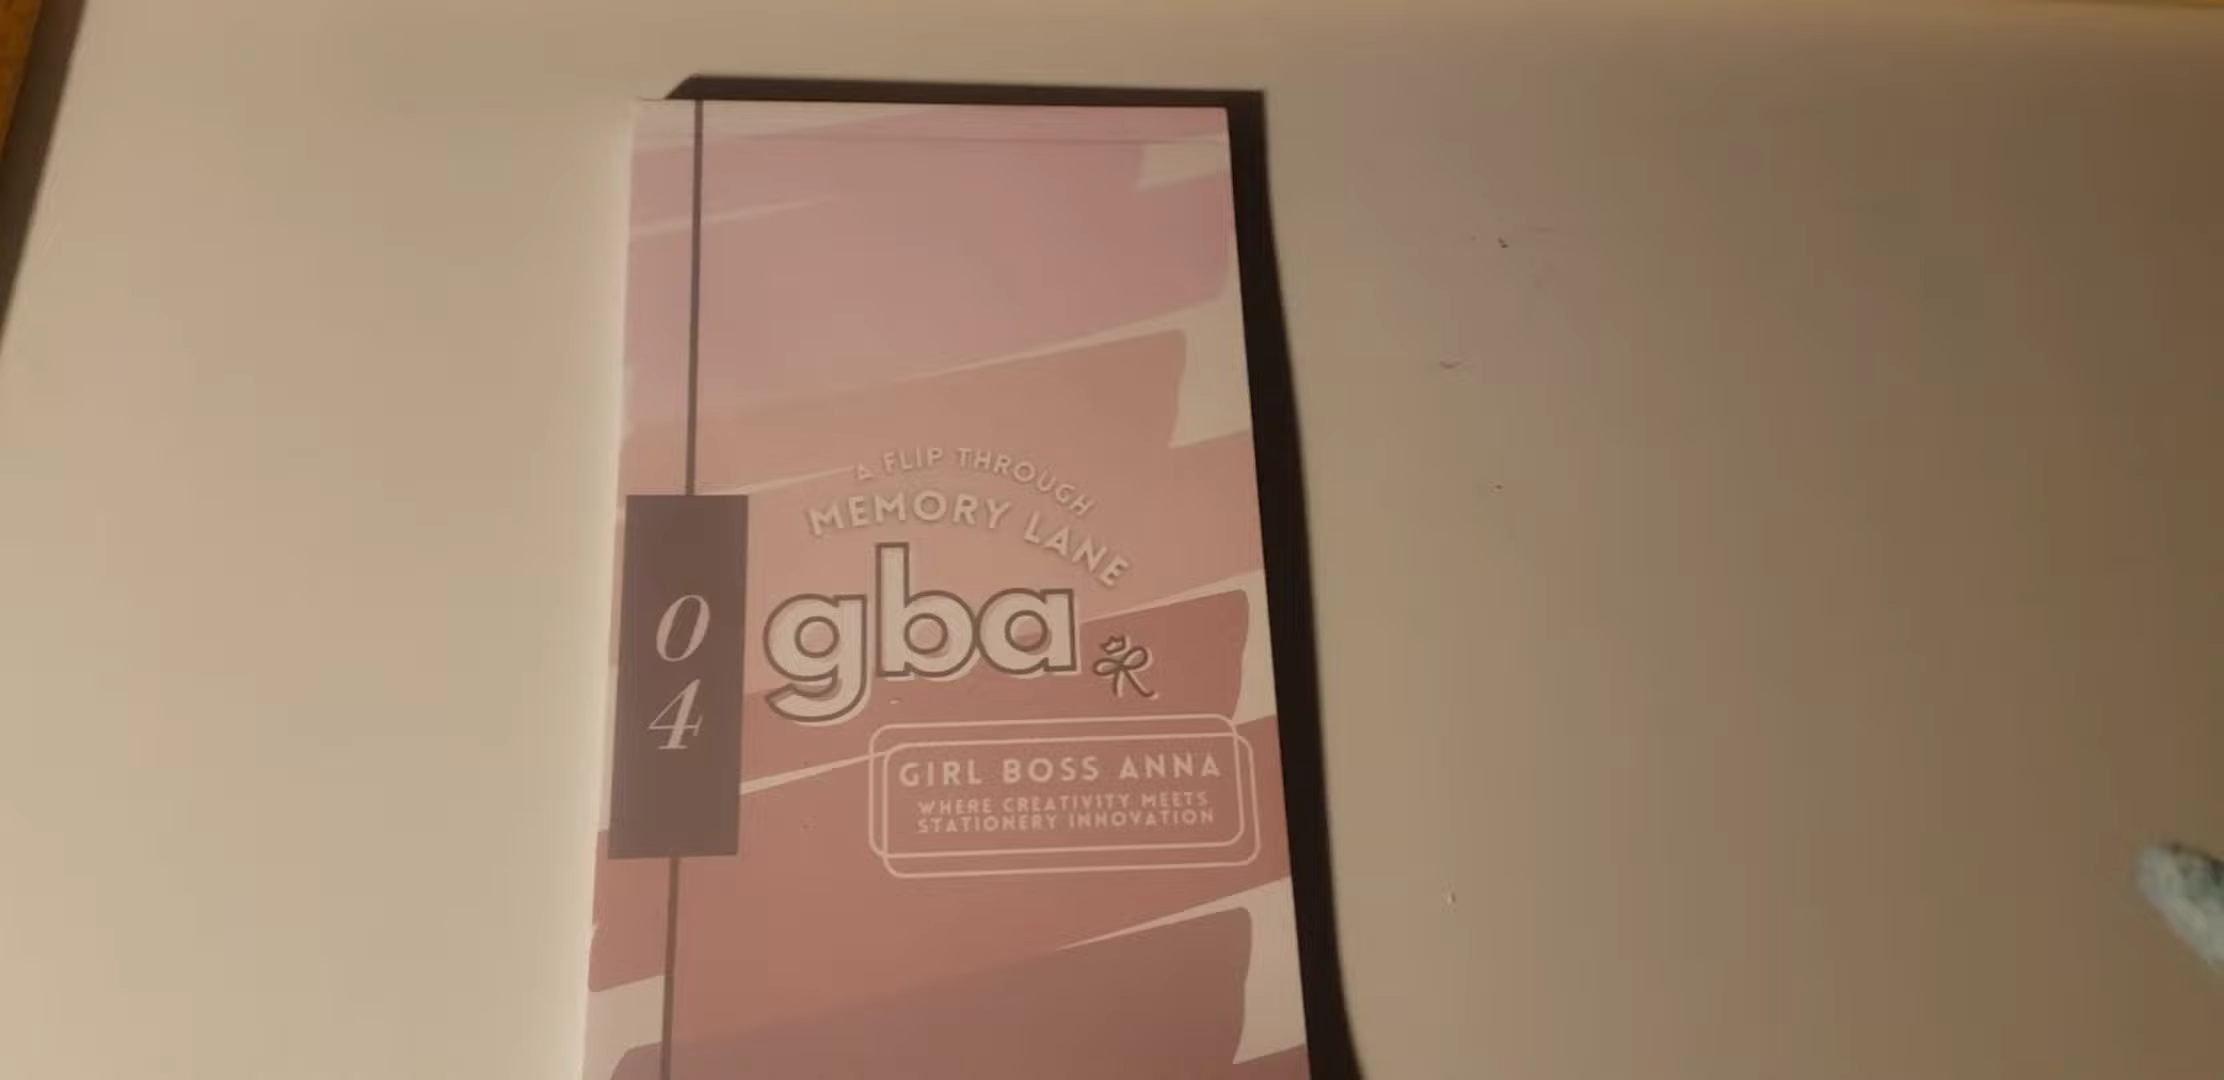 A FLIP THROUGH
MEMORY LANE
gba
0
4
GIRL BOSS ANNA
WHERE CREATIVITY MEETS
STATIONERY INNOVATION